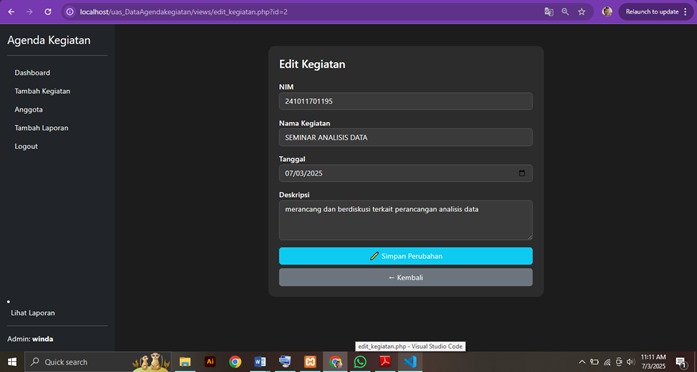 localhost/uas_DataAgendakegiatan/views/edit_kegiatan.php?id=2
Relaunch to update
Agenda Kegiatan
Dashboard
Tambah Kegiatan
Anggota
Tambah Laporan
Logout
Lihat Laporan
Admin: winda
Edit Kegiatan
NIM
241011701195
Nama Kegiatan
SEMINAR ANALISIS DATA
Tanggal
07/03/2025
Deskripsi
merancang dan berdiskusi terkait perancangan analisis data
Simpan Perubahan
← Kembali
edit_kegiatan.php - Visual Studio Code
Quick search
Ai
11:11 AM
7/3/2025